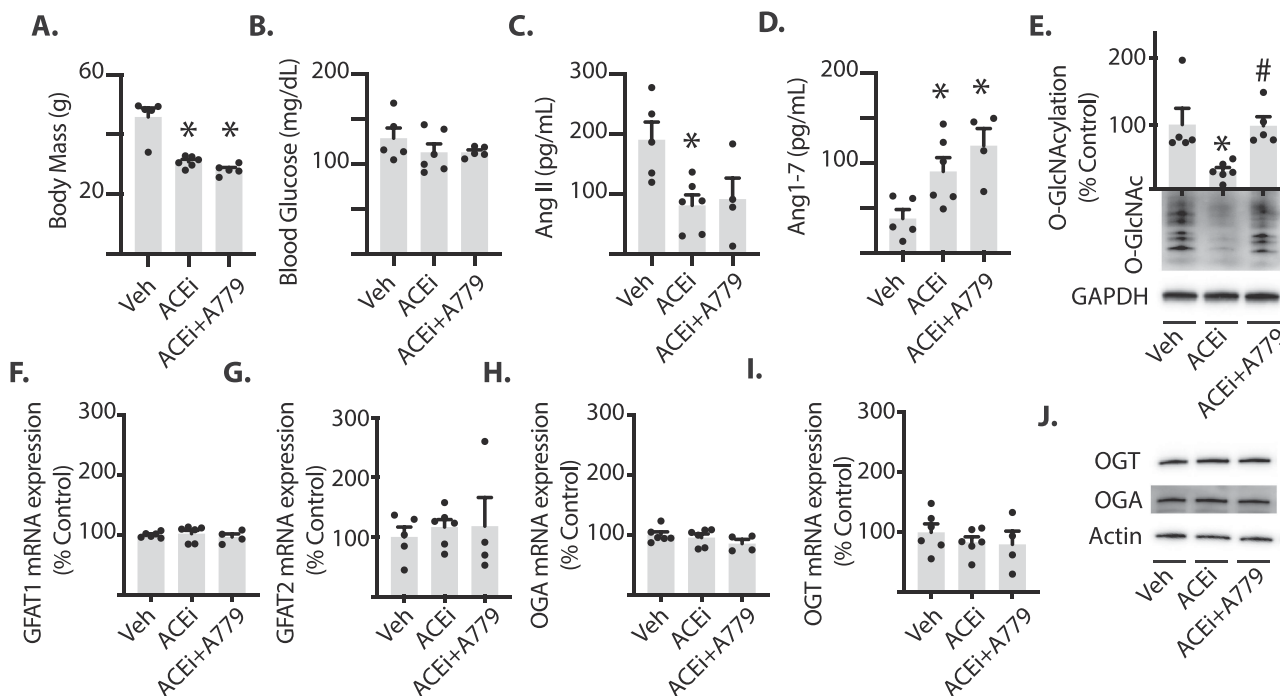 A.
Body Mass (g)
60
20
*
*
Veh
ACEi
ACEi+A779
B.
Blood Glucose (mg/dL)
200
100
Veh
ACEi
ACEi+A779
C.
Ang II (pg/mL)
300
200
100
*
Veh
ACEi
ACEi+A779
D.
Ang1-7 (pg/mL)
200
100
*
*
Veh
ACEi
ACEi+A779
E.
O-GlcNAcylation
(% Control)
200
100
*
#
O-GlcNAc
GAPDH
Veh
ACEi
ACEi+A779
F.
GFAT1 mRNA expression
(% Control)
300
200
100
Veh
ACEi
ACEi+A779
G.
GFAT2 mRNA expression
(% Control)
300
200
100
Veh
ACEi
ACEi+A779
H.
OGA mRNA expression
(% Control)
300
200
100
Veh
ACEi
ACEi+A779
I.
OGT mRNA expression
(% Control)
300
200
100
Veh
ACEi
ACEi+A779
J.
OGT
OGA
Actin
Veh
ACEi
ACEi+A779